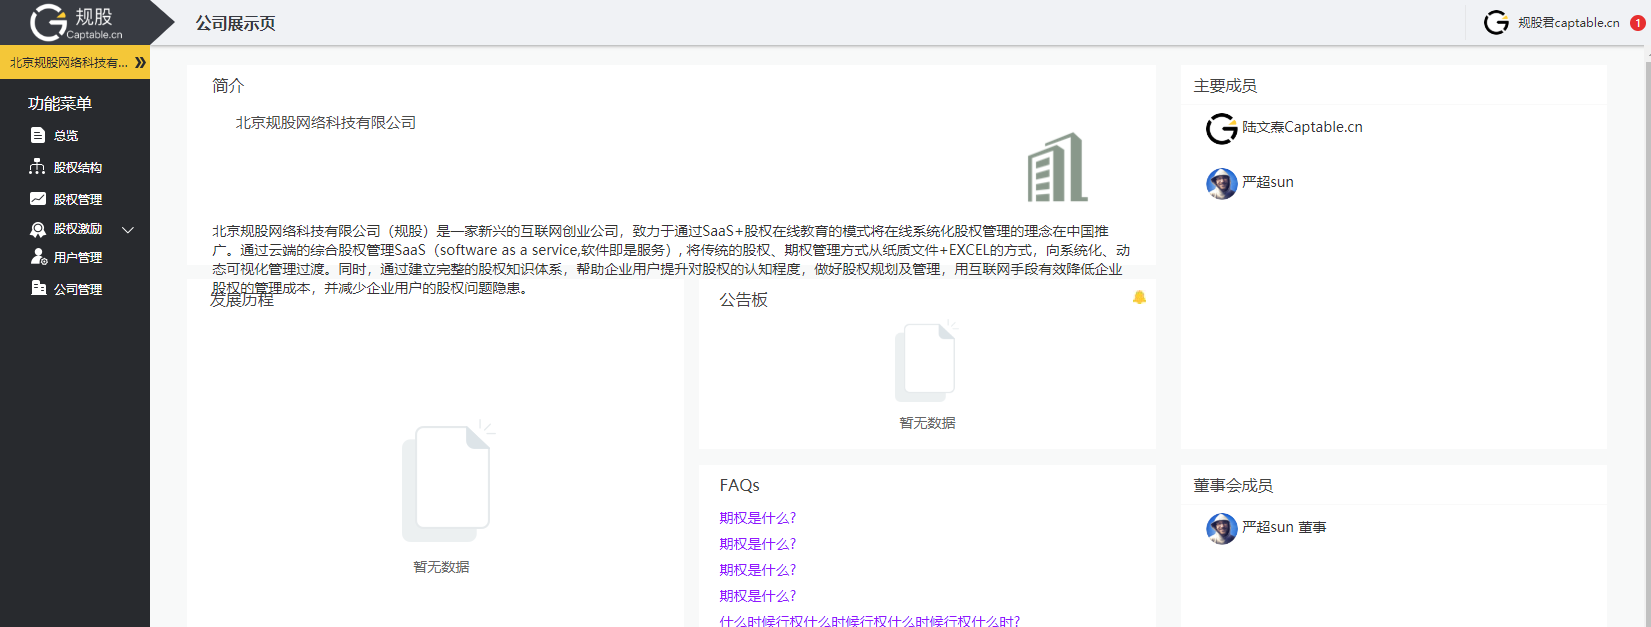 规股
Captable.cn
公司展示页
规股君captable.cn
1
北京规股网络科技有...
功能菜单
总览
股权结构
股权管理
股权激励
用户管理
公司管理
简介
北京规股网络科技有限公司
北京规股网络科技有限公司（规股）是一家新兴的互联网创业公司，致力于通过SaaS+股权在线教育的模式将在线系统化股权管理的理念在中国推
广。通过云端的综合股权管理SaaS（software as a service,软件即是服务）, 将传统的股权、期权管理方式从纸质文件+EXCEL的方式，向系统化、动
态可视化管理过渡。同时，通过建立完整的股权知识体系，帮助企业用户提升对股权的认知程度，做好股权规划及管理，用互联网手段有效降低企业
股权的管理成本，并减少企业用户的股权问题隐患。
发展历程
暂无数据
公告板
暂无数据
FAQs
期权是什么?
期权是什么?
期权是什么?
期权是什么?
什么时候行权什么时候行权什么时候行权什么时?
主要成员
陆文焘Captable.cn
严超sun
董事会成员
严超sun 董事